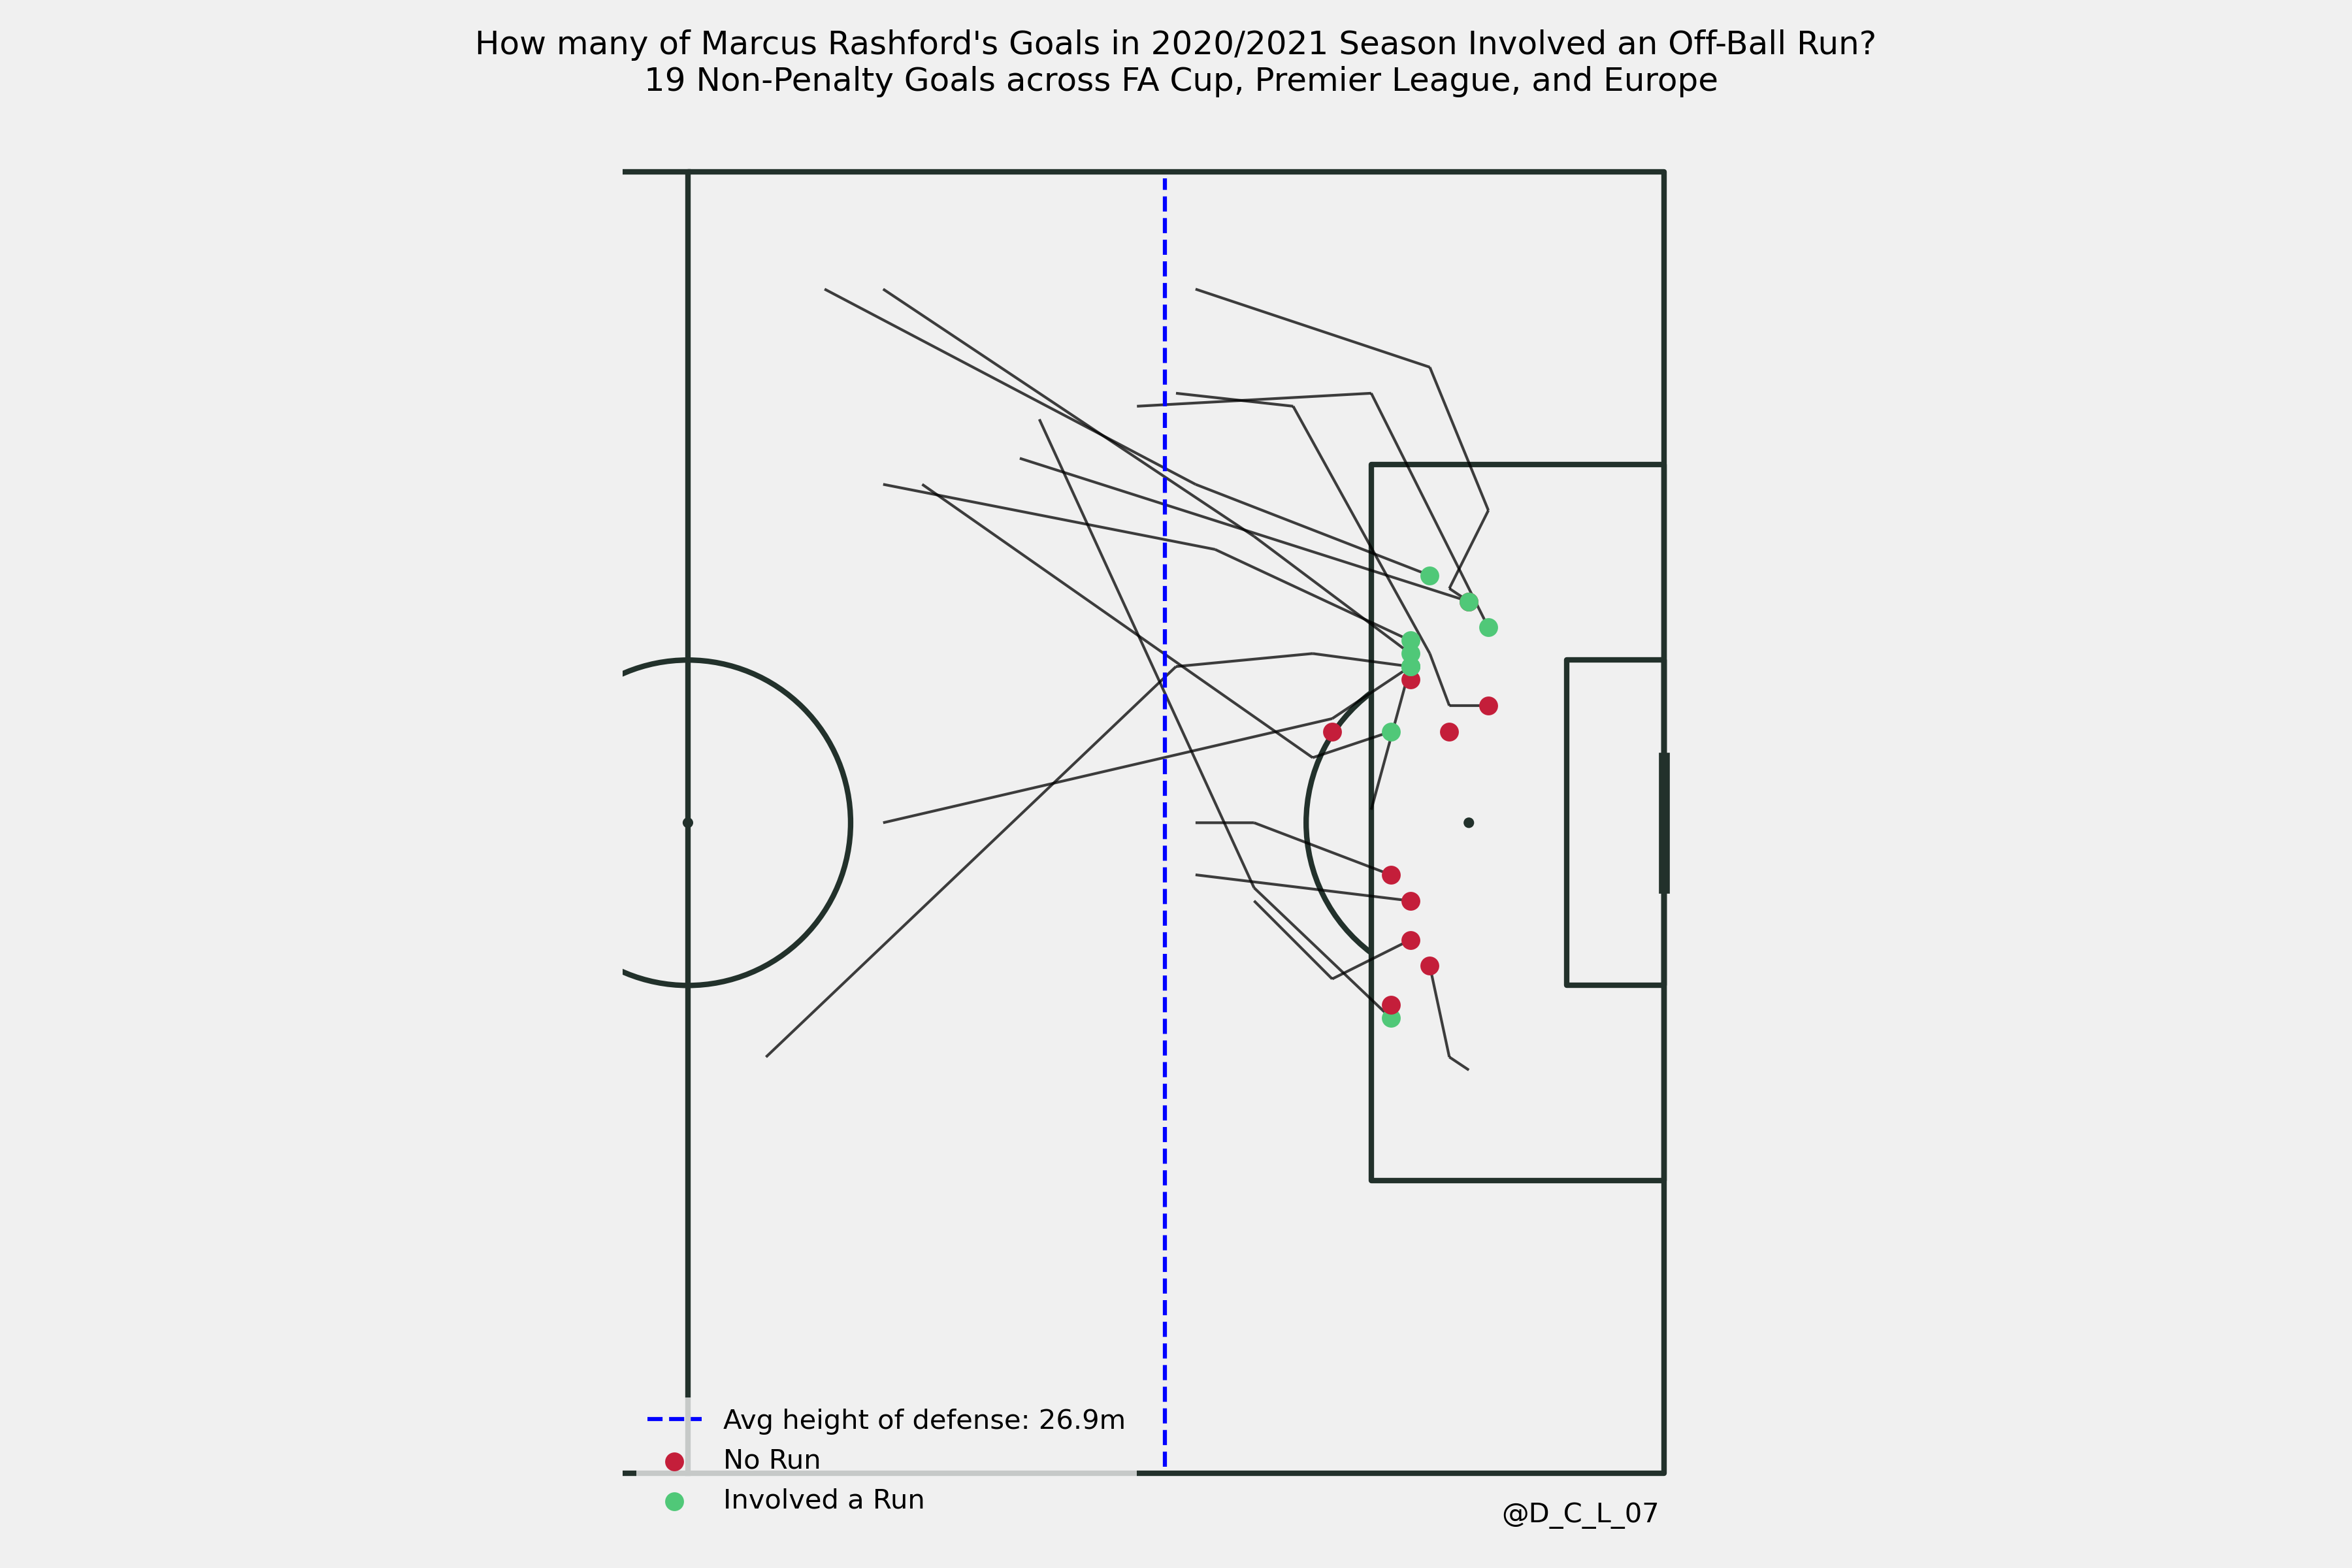 How many of Marcus Rashford's Goals in 2020/2021 Season Involved an Off-Ball Run?
19 Non-Penalty Goals across FA Cup, Premier League, and Europe
Avg height of defense: 26.9m
No Run
Involved a Run
@D_C_L_07